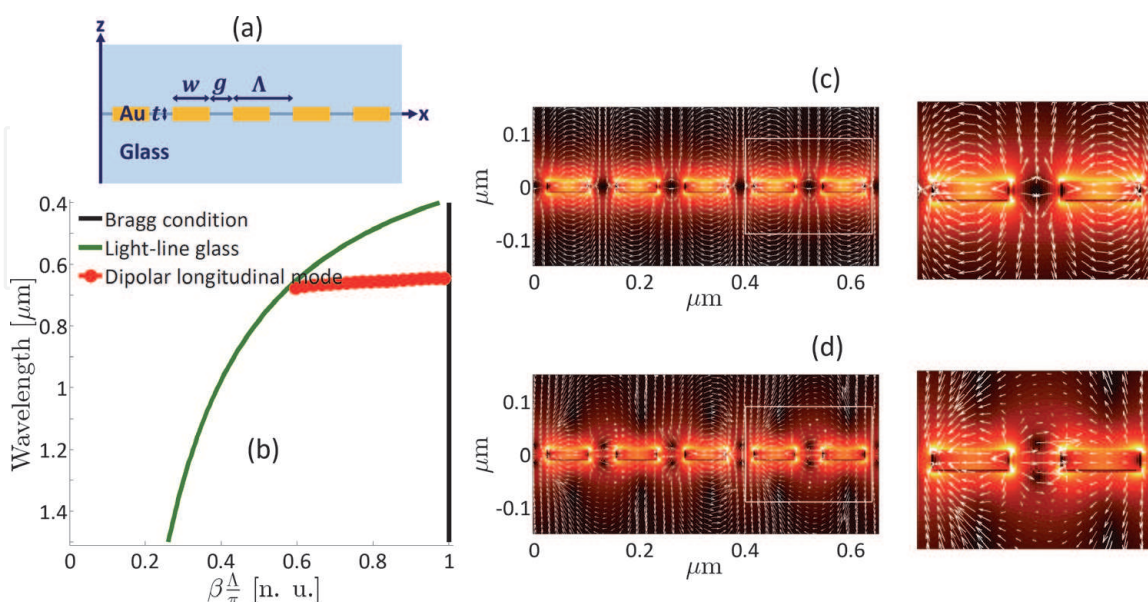 (a)
z
w g Λ
Au t
x
Glass
Bragg condition
Light-line glass
Dipolar longitudinal mode
Wavelength [μm]
0.4
0.6
0.8
1
1.2
1.4
(b)
0 0.2 0.4 0.6 0.8 1
β Λ/π [n. u.]
(c)
μm
0.1
0
-0.1
0 0.2 0.4 0.6
μm
(d)
μm
0.1
0
-0.1
0 0.2 0.4 0.6
μm